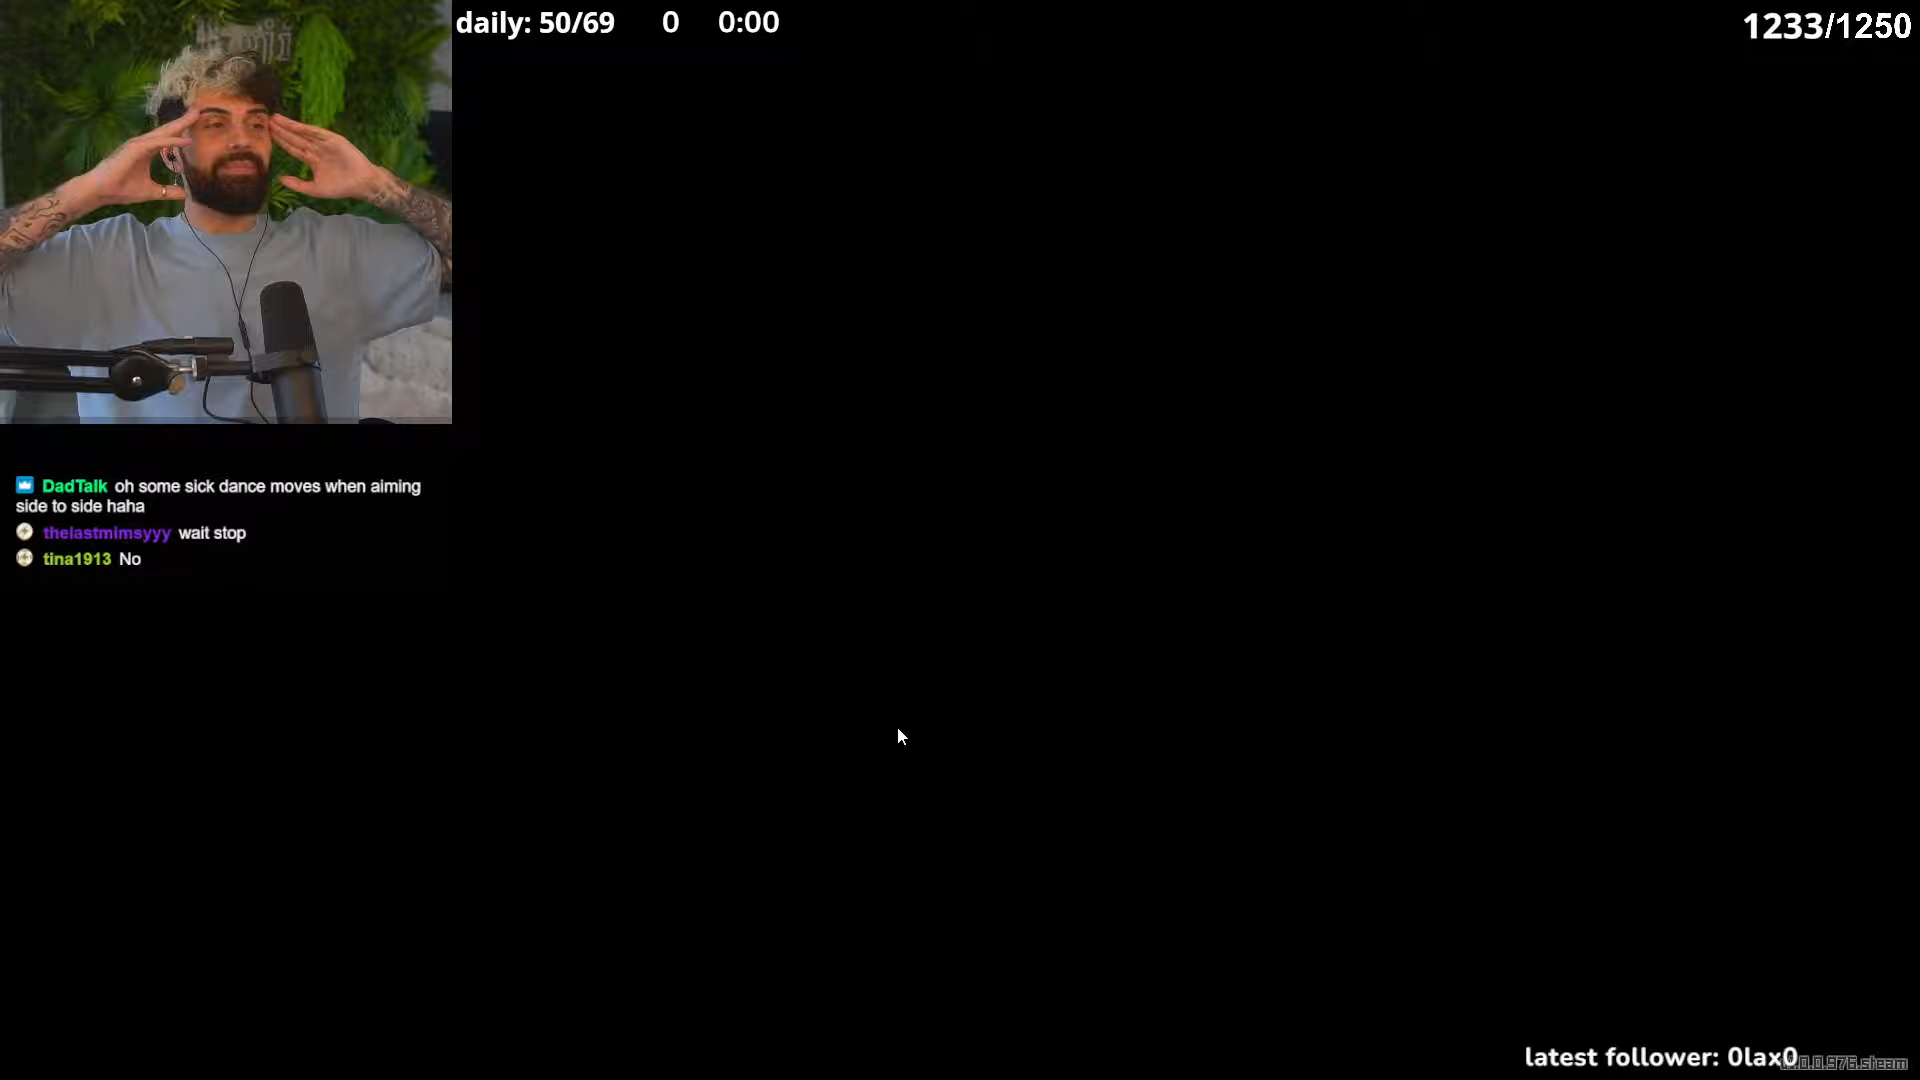 daily: 50/69 0 0:00
1233/1250
DadTalk oh some sick dance moves when aiming
side to side haha
thelastmimsyyy wait stop
tina1913 No
latest follower: 0lax0